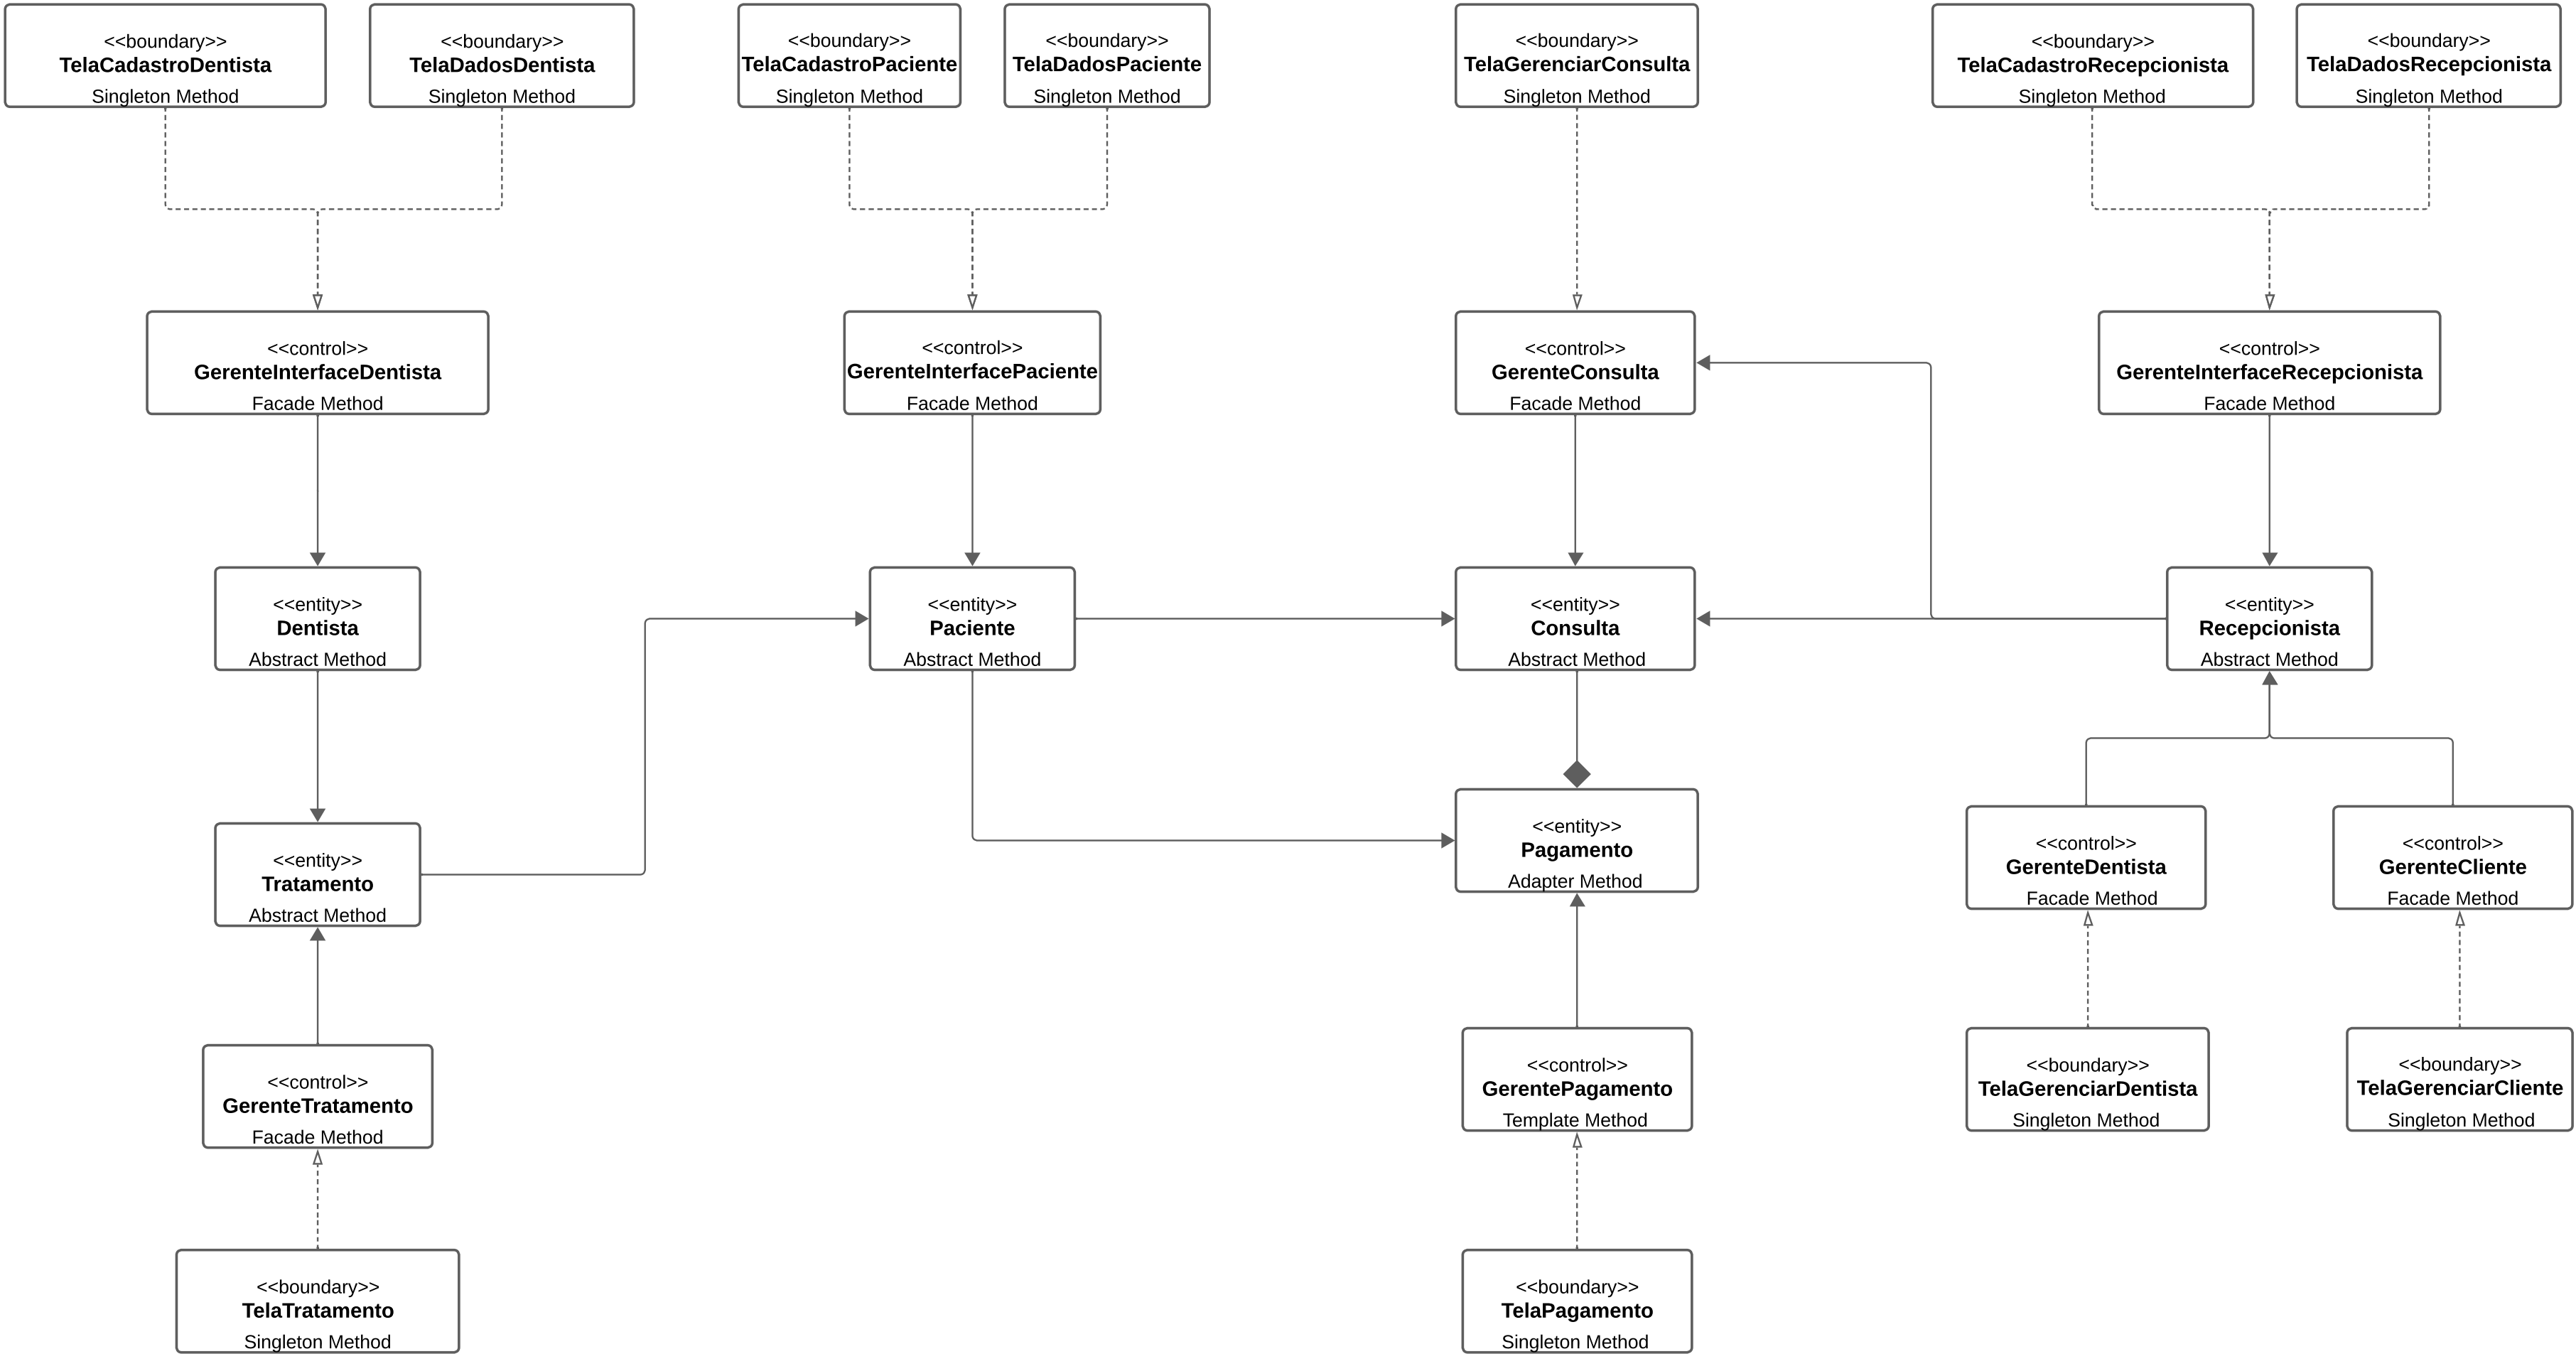 <<boundary>>
TelaCadastroDentista
Singleton Method
<<boundary>>
TelaDadosDentista
Singleton Method
<<boundary>>
TelaCadastroPaciente
Singleton Method
<<boundary>>
TelaDadosPaciente
Singleton Method
<<boundary>>
TelaGerenciarConsulta
Singleton Method
<<boundary>>
TelaCadastroRecepcionista
Singleton Method
<<boundary>>
TelaDadosRecepcionista
Singleton Method
<<control>>
GerenteInterfaceDentista
Facade Method
<<control>>
GerenteInterfacePaciente
Facade Method
<<control>>
GerenteConsulta
Facade Method
<<control>>
GerenteInterfaceRecepcionista
Facade Method
<<entity>>
Dentista
Abstract Method
<<entity>>
Paciente
Abstract Method
<<entity>>
Consulta
Abstract Method
<<entity>>
Recepcionista
Abstract Method
<<entity>>
Tratamento
Abstract Method
<<entity>>
Pagamento
Adapter Method
<<control>>
GerenteDentista
Facade Method
<<control>>
GerenteCliente
Facade Method
<<control>>
GerenteTratamento
Facade Method
<<control>>
GerentePagamento
Template Method
<<boundary>>
TelaGerenciarDentista
Singleton Method
<<boundary>>
TelaGerenciarCliente
Singleton Method
<<boundary>>
TelaTratamento
Singleton Method
<<boundary>>
TelaPagamento
Singleton Method